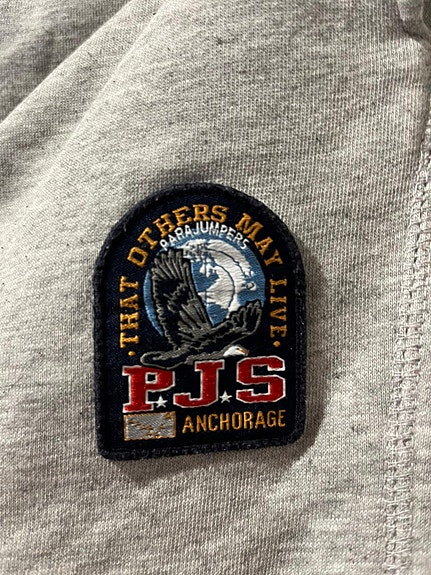 · THAT OTHERS MAY LIVE ·
PARAJUMPERS
P.J.S
ANCHORAGE